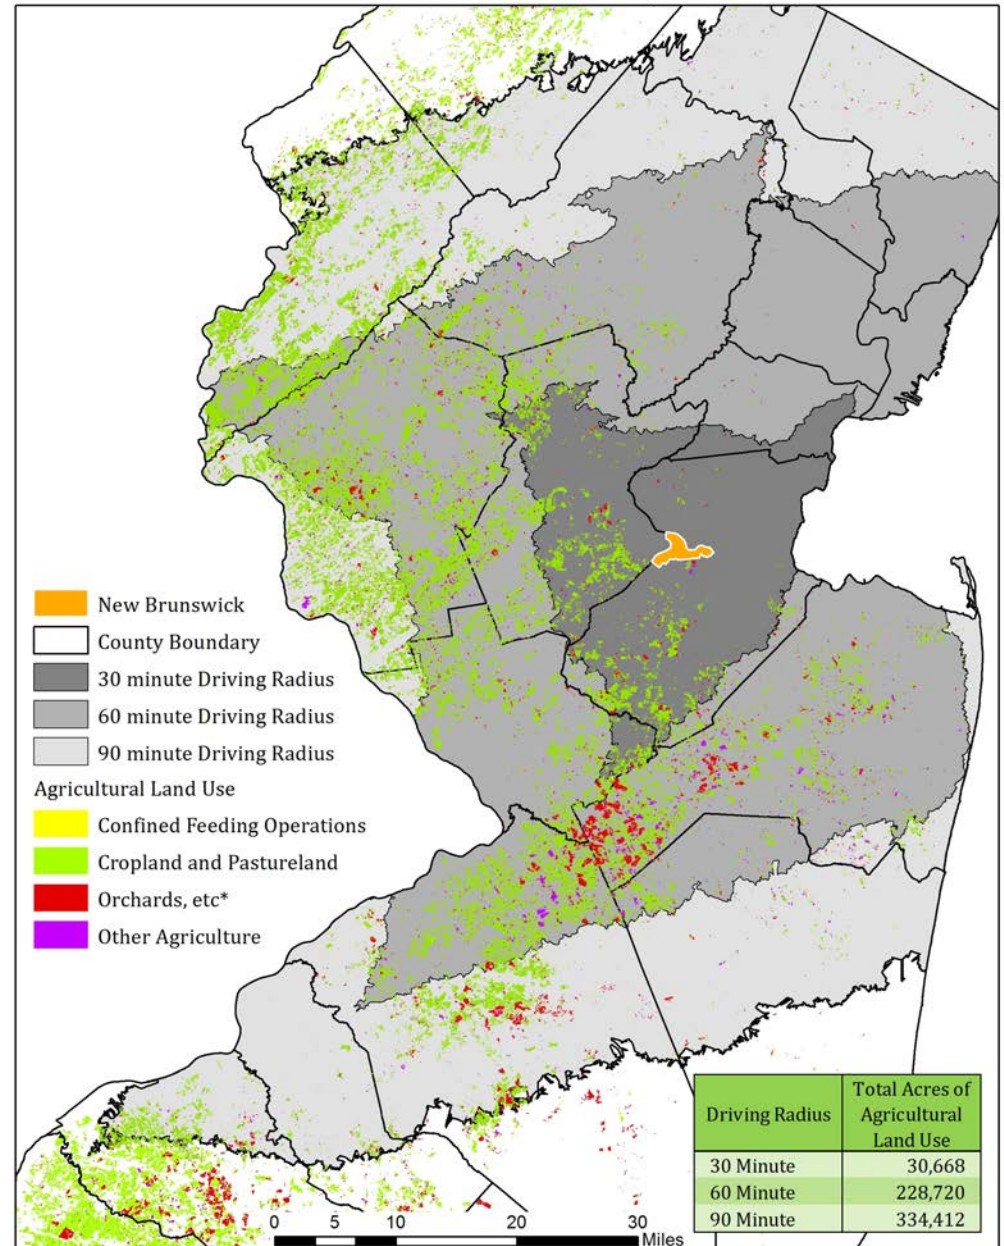 New Brunswick
County Boundary
30 minute Driving Radius
60 minute Driving Radius
90 minute Driving Radius
Agricultural Land Use
Confined Feeding Operations
Cropland and Pastureland
Orchards, etc*
Other Agriculture
Driving Radius
Total Acres of
Agricultural
Land Use
30 Minute 30,668
60 Minute 228,720
90 Minute 334,412
0 5 10 20 30
Miles